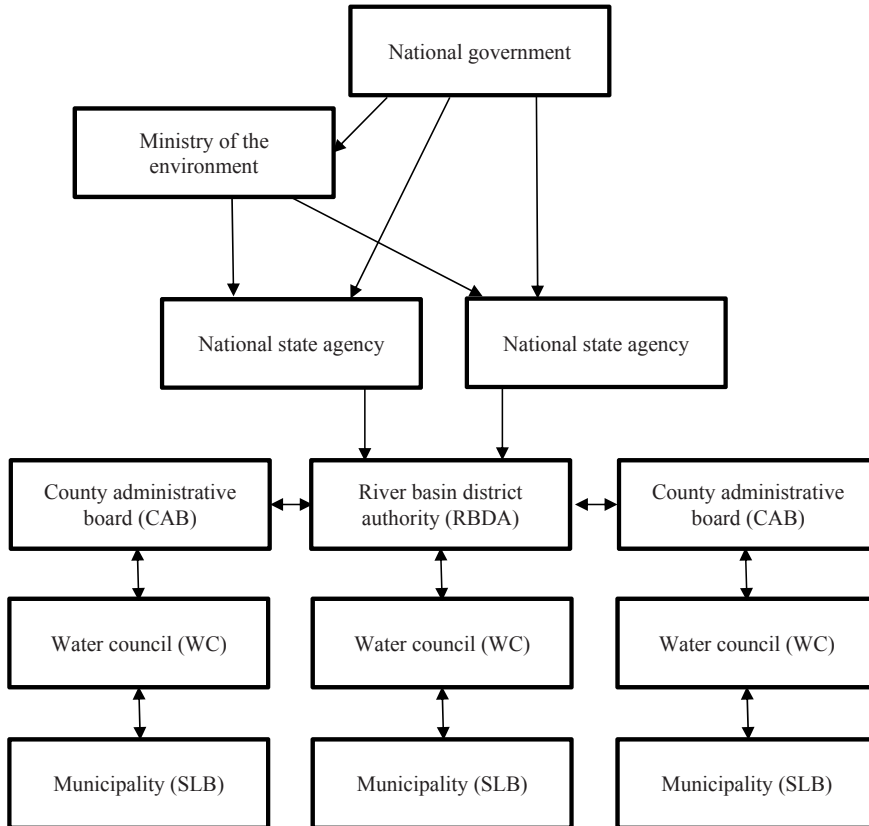 National government
Ministry of the
environment
National state agency
National state agency
County administrative
board (CAB)
River basin district
authority (RBDA)
County administrative
board (CAB)
Water council (WC)
Water council (WC)
Water council (WC)
Municipality (SLB)
Municipality (SLB)
Municipality (SLB)